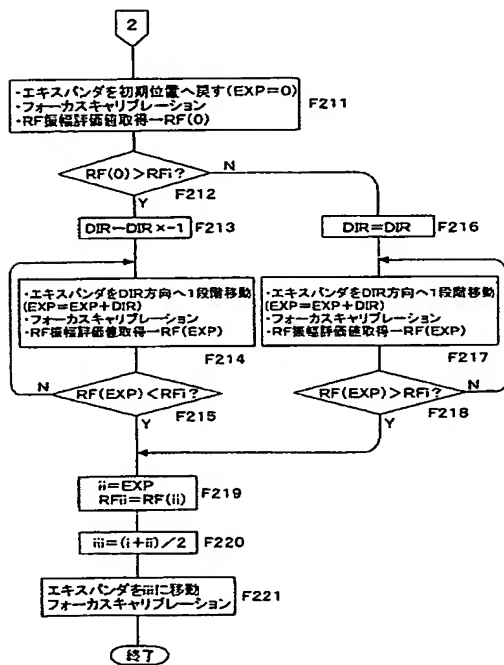 2
・エキスパンダを初期位置へ戻す(EXP=0)
・フォーカスキャリブレーション
・RF振幅評価値取得→RF(0)
F211
RF(0)>RFi?
N
F212
Y
DIR←DIR×-1
F213
DIR=DIR
F216
・エキスパンダをDIR方向へ1段階移動
(EXP=EXP+DIR)
・フォーカスキャリブレーション
・RF振幅評価値取得→RF(EXP)
F214
・エキスパンダをDIR方向へ1段階移動
(EXP=EXP+DIR)
・フォーカスキャリブレーション
・RF振幅評価値取得→RF(EXP)
F217
N
RF(EXP)<RFi?
F215
Y
RF(EXP)>RFi?
N
F218
Y
ii=EXP
RFii=RF(ii)
F219
iii=(i+ii)/2
F220
エキスパンダをiiiに移動
フォーカスキャリブレーション
F221
終了